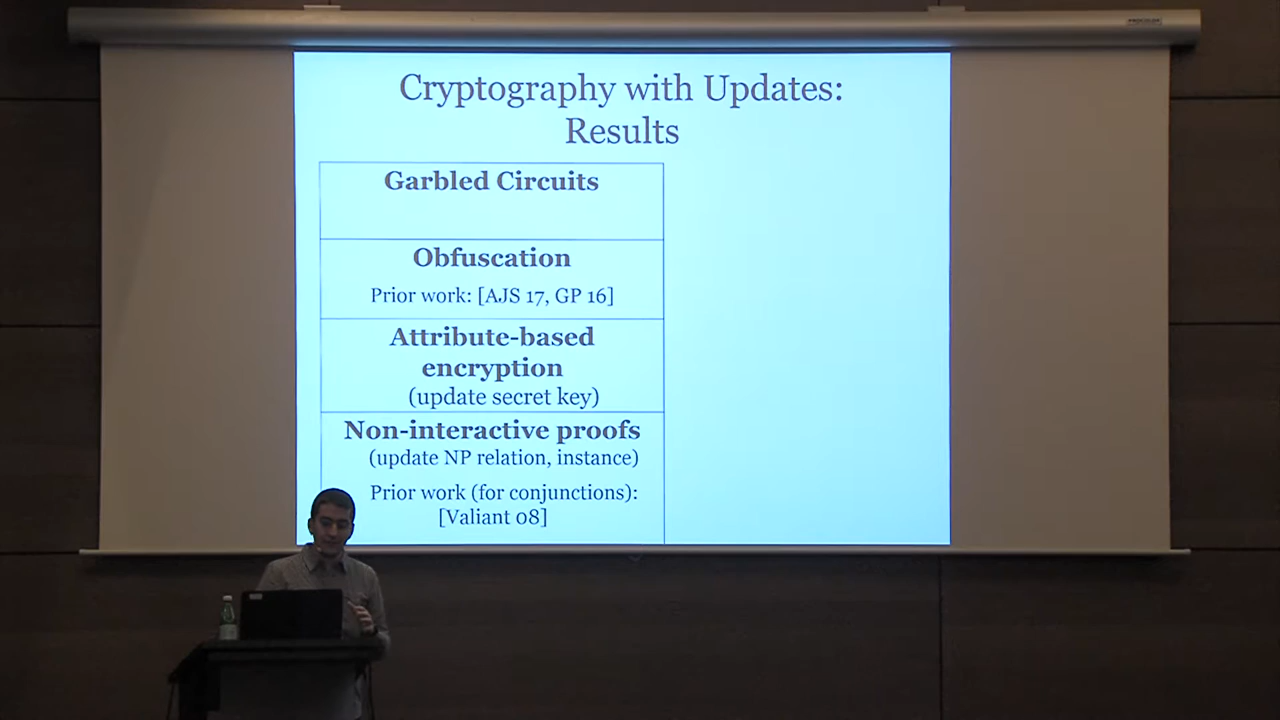 Cryptography with Updates:
Results
Garbled Circuits
Obfuscation
Prior work: [AJS 17, GP 16]
Attribute-based
encryption
(update secret key)
Non-interactive proofs
(update NP relation, instance)
Prior work (for conjunctions):
[Valiant 08]